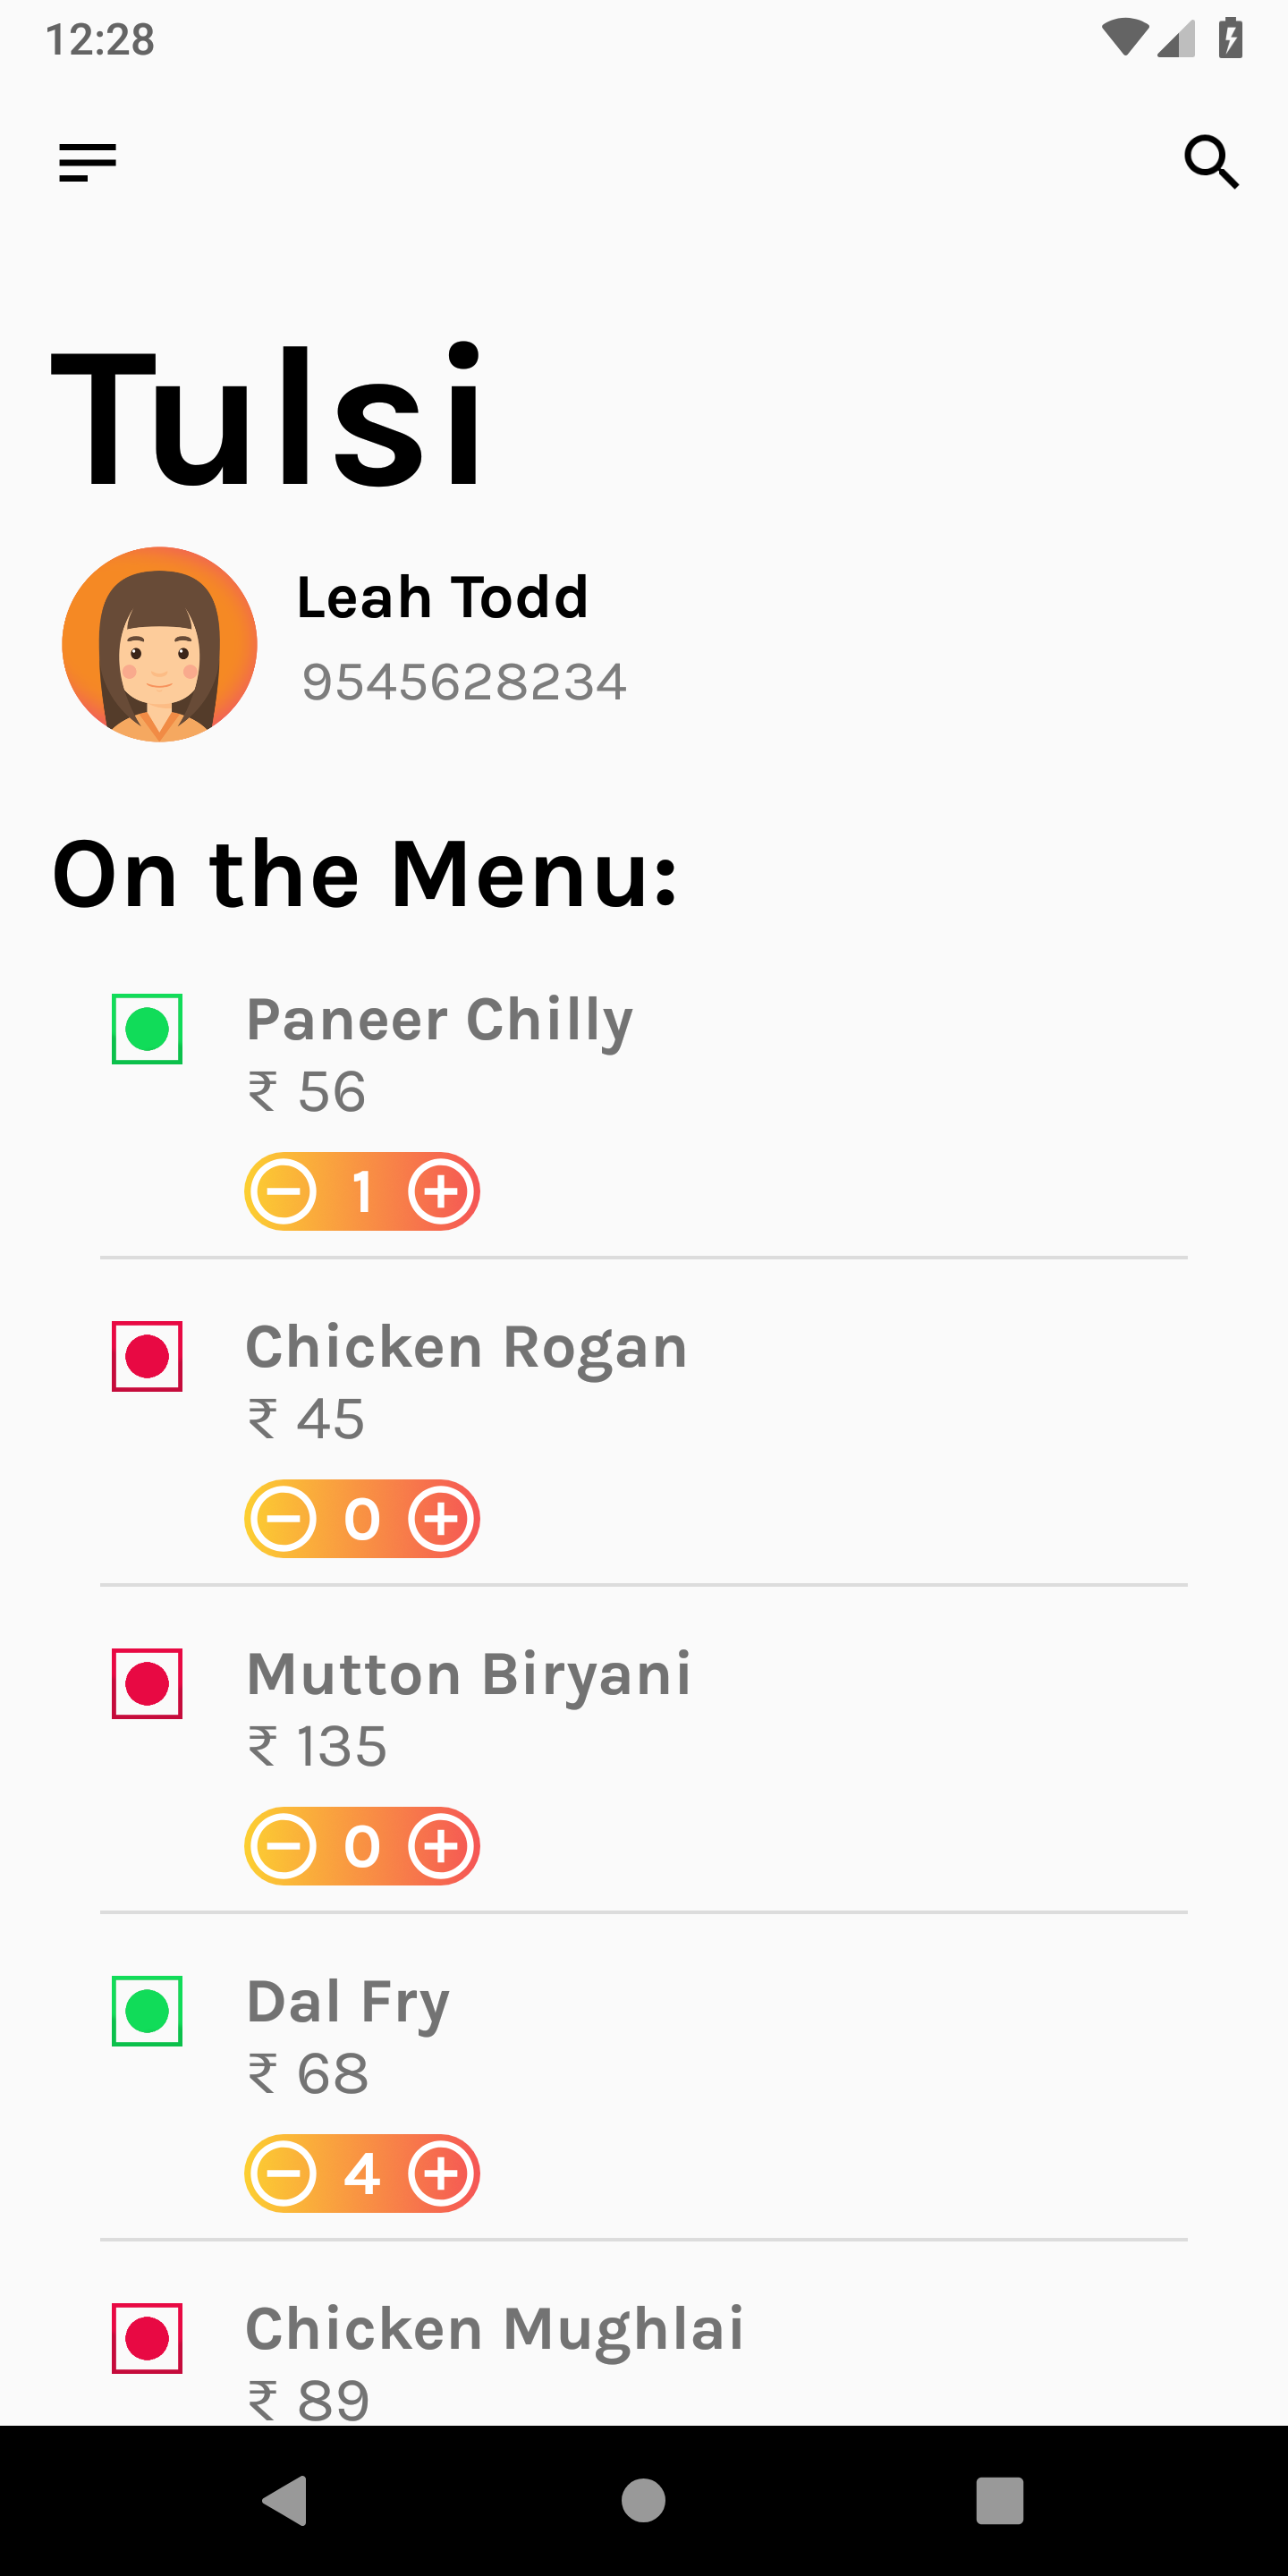 12:28
Tulsi
Leah Todd
9545628234
On the Menu:
Paneer Chilly
₹ 56
1
Chicken Rogan
₹ 45
0
Mutton Biryani
₹ 135
0
Dal Fry
₹ 68
4
Chicken Mughlai
₹ 89